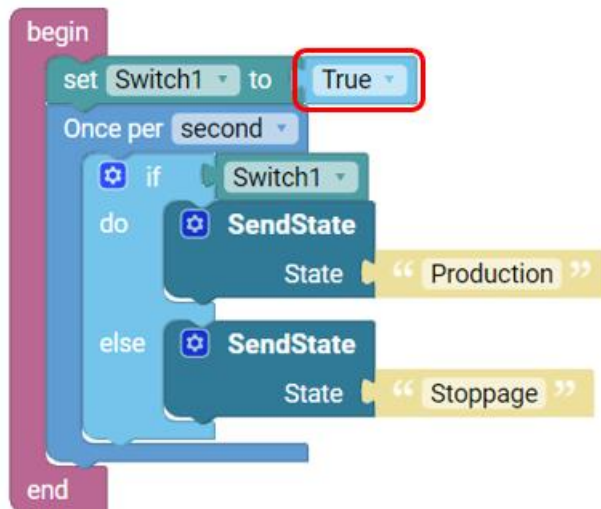 begin
set Switch1 to True
Once per second
if Switch1
do SendState
State “ Production ”
else SendState
State “ Stoppage ”
end